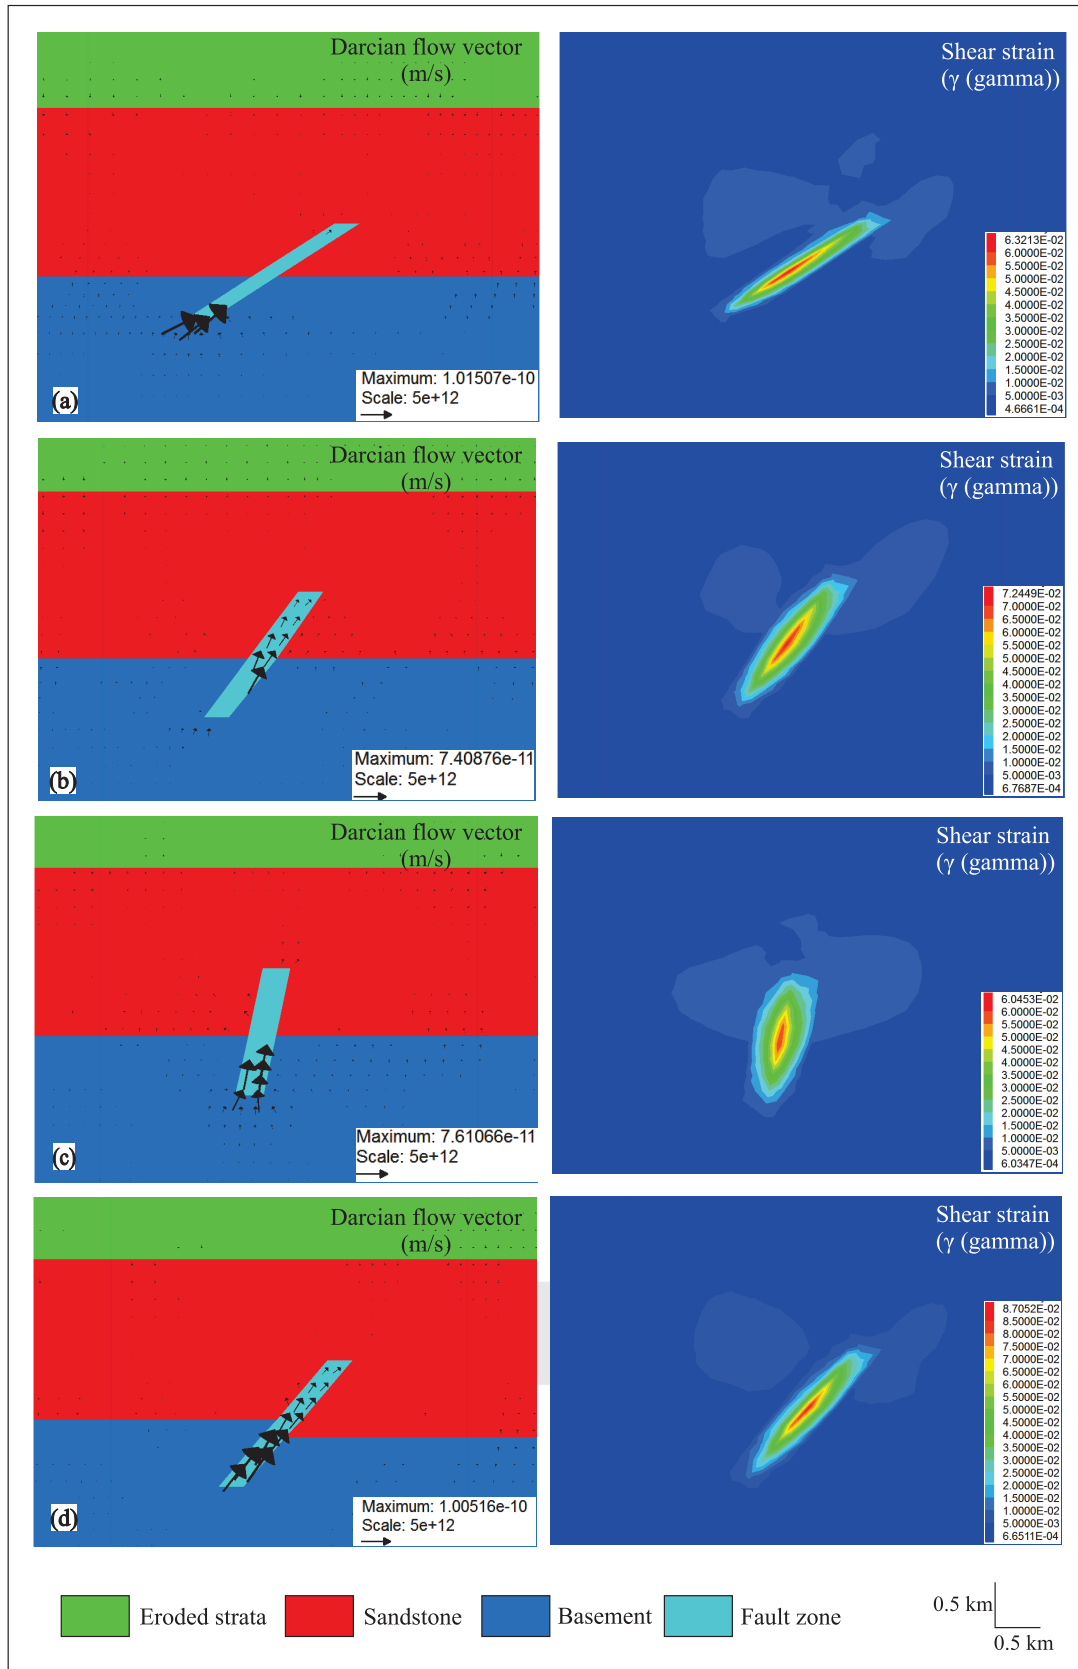 Darcian flow vector
(m/s)
Maximum: 1.01507e-10
Scale: 5e+12
(a)
Shear strain
(γ (gamma))
6.3213E-02
6.0000E-02
5.5000E-02
5.0000E-02
4.5000E-02
4.0000E-02
3.5000E-02
3.0000E-02
2.5000E-02
2.0000E-02
1.5000E-02
1.0000E-02
5.0000E-03
4.6661E-04
Darcian flow vector
(m/s)
Maximum: 7.40876e-11
Scale: 5e+12
(b)
Shear strain
(γ (gamma))
7.2449E-02
7.0000E-02
6.5000E-02
6.0000E-02
5.5000E-02
5.0000E-02
4.5000E-02
4.0000E-02
3.5000E-02
3.0000E-02
2.5000E-02
2.0000E-02
1.5000E-02
1.0000E-02
5.0000E-03
6.7687E-04
Darcian flow vector
(m/s)
Maximum: 7.61066e-11
Scale: 5e+12
(c)
Shear strain
(γ (gamma))
6.0453E-02
6.0000E-02
5.5000E-02
5.0000E-02
4.5000E-02
4.0000E-02
3.5000E-02
3.0000E-02
2.5000E-02
2.0000E-02
1.5000E-02
1.0000E-02
5.0000E-03
6.0347E-04
Darcian flow vector
(m/s)
Maximum: 1.00516e-10
Scale: 5e+12
(d)
Shear strain
(γ (gamma))
8.7052E-02
8.5000E-02
8.0000E-02
7.5000E-02
7.0000E-02
6.5000E-02
6.0000E-02
5.5000E-02
5.0000E-02
4.5000E-02
4.0000E-02
3.5000E-02
3.0000E-02
2.5000E-02
2.0000E-02
1.5000E-02
1.0000E-02
5.0000E-03
6.6511E-04
Eroded strata
Sandstone
Basement
Fault zone
0.5 km
0.5 km